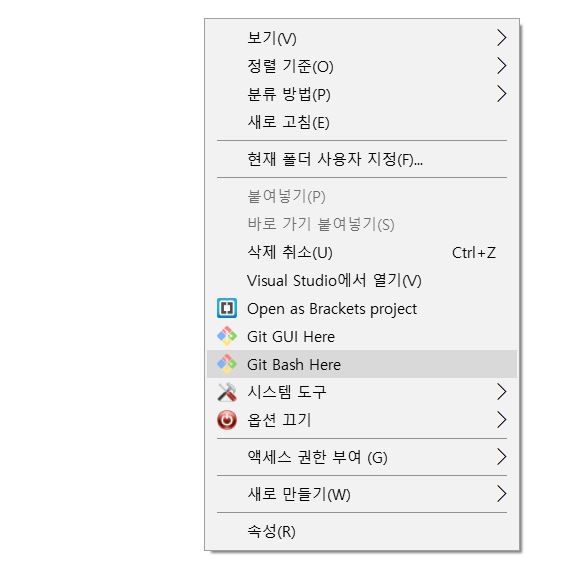 보기(V)
정렬 기준(O)
분류 방법(P)
새로 고침(E)
현재 폴더 사용자 지정(F)...
붙여넣기(P)
바로 가기 붙여넣기(S)
삭제 취소(U) Ctrl+Z
Visual Studio에서 열기(V)
Open as Brackets project
Git GUI Here
Git Bash Here
시스템 도구
옵션 끄기
액세스 권한 부여 (G)
새로 만들기(W)
속성(R)